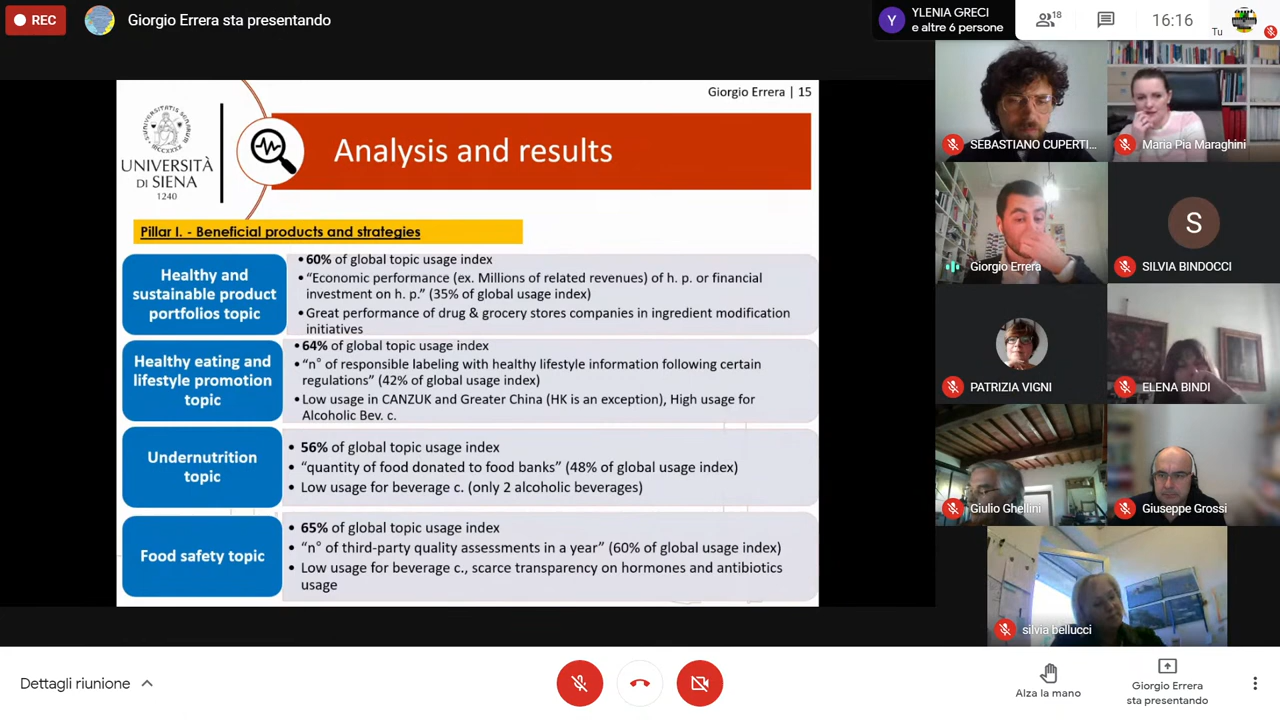 REC
Giorgio Errera sta presentando
Y
YLENIA GRECI
e altre 6 persone
18
16:16
Tu
Giorgio Errera | 15
UNIVERSITÀ
DI SIENA
1240
Analysis and results
Pillar I. - Beneficial products and strategies
Healthy and
sustainable product
portfolios topic
•60% of global topic usage index
•“Economic performance (ex. Millions of related revenues) of h. p. or financial
investment on h. p.” (35% of global usage index)
•Great performance of drug & grocery stores companies in ingredient modification
initiatives
Healthy eating and
lifestyle promotion
topic
•64% of global topic usage index
•“n° of responsible labeling with healthy lifestyle information following certain
regulations” (42% of global usage index)
•Low usage in CANZUK and Greater China (HK is an exception), High usage for
Alcoholic Bev. c.
Undernutrition
topic
• 56% of global topic usage index
• “quantity of food donated to food banks” (48% of global usage index)
• Low usage for beverage c. (only 2 alcoholic beverages)
Food safety topic
• 65% of global topic usage index
• “n° of third-party quality assessments in a year” (60% of global usage index)
• Low usage for beverage c., scarce transparency on hormones and antibiotics
usage
SEBASTIANO CUPERTI...
Maria Pia Maraghini
Giorgio Errera
S
SILVIA BINDOCCI
PATRIZIA VIGNI
ELENA BINDI
Giulio Ghellini
Giuseppe Grossi
silvia bellucci
Dettagli riunione
Alza la mano
Giorgio Errera
sta presentando